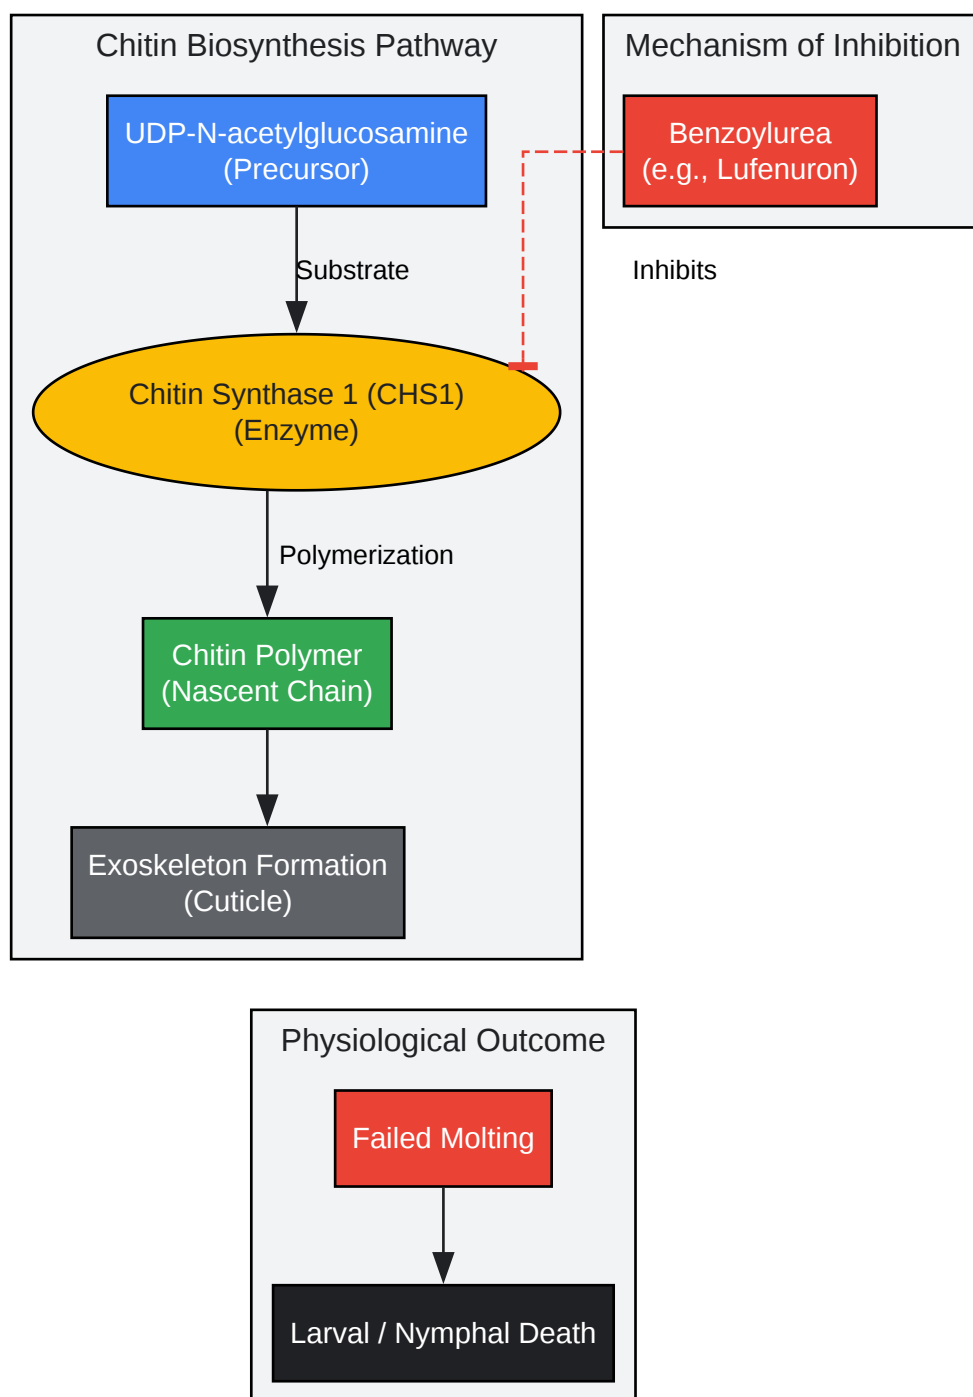 Chitin Biosynthesis Pathway
UDP-N-acetylglucosamine
(Precursor)
Substrate
Chitin Synthase 1 (CHS1)
(Enzyme)
Polymerization
Chitin Polymer
(Nascent Chain)
Exoskeleton Formation
(Cuticle)
Mechanism of Inhibition
Benzoylurea
(e.g., Lufenuron)
Inhibits
Physiological Outcome
Failed Molting
Larval / Nymphal Death